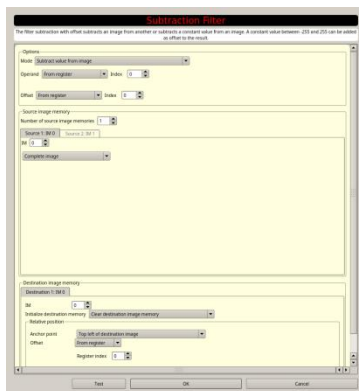 Subtraction Filter
The filter subtraction with offset subtracts an image from another or subtracts a constant value from an image. A constant value between -255 and 255 can be added
as offset to the result.
Options
Mode Subtract value from image
Operand From register Index 0
Offset From register Index 0
Source image memory
Number of source image memories 1
Source 1: IM 0 Source 2: IM 1
IM 0
Complete image
Destination image memory
Destination 1: IM 0
IM 0
Initialize destination memory Clear destination image memory
Relative position
Anchor point Top left of destination image
Offset From register
Register index 0
Test OK Cancel